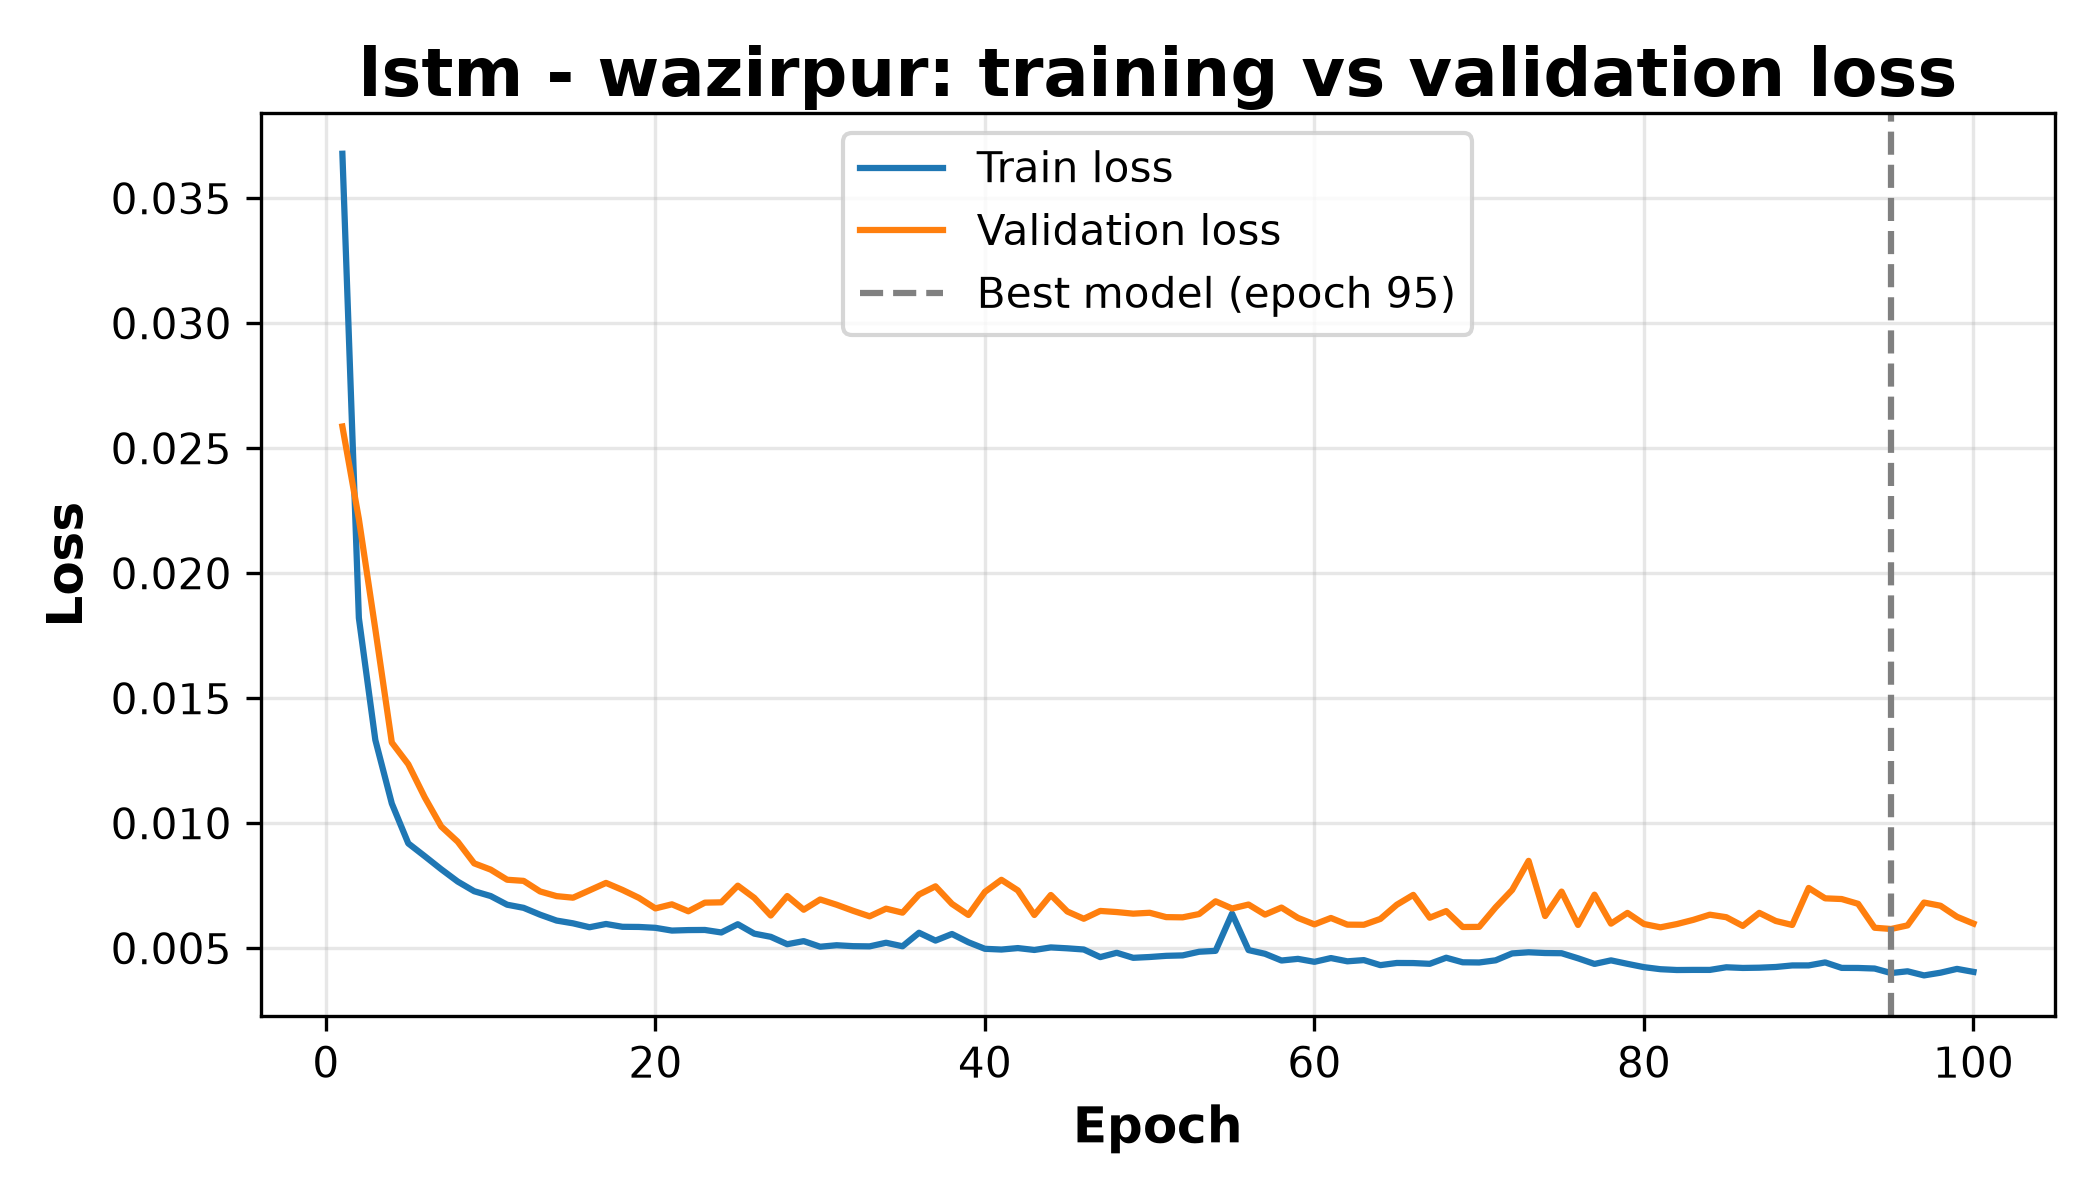 lstm - wazirpur: training vs validation loss
Train loss
Validation loss
Best model (epoch 95)
Loss
0.035
0.030
0.025
0.020
0.015
0.010
0.005
0 20 40 60 80 100
Epoch